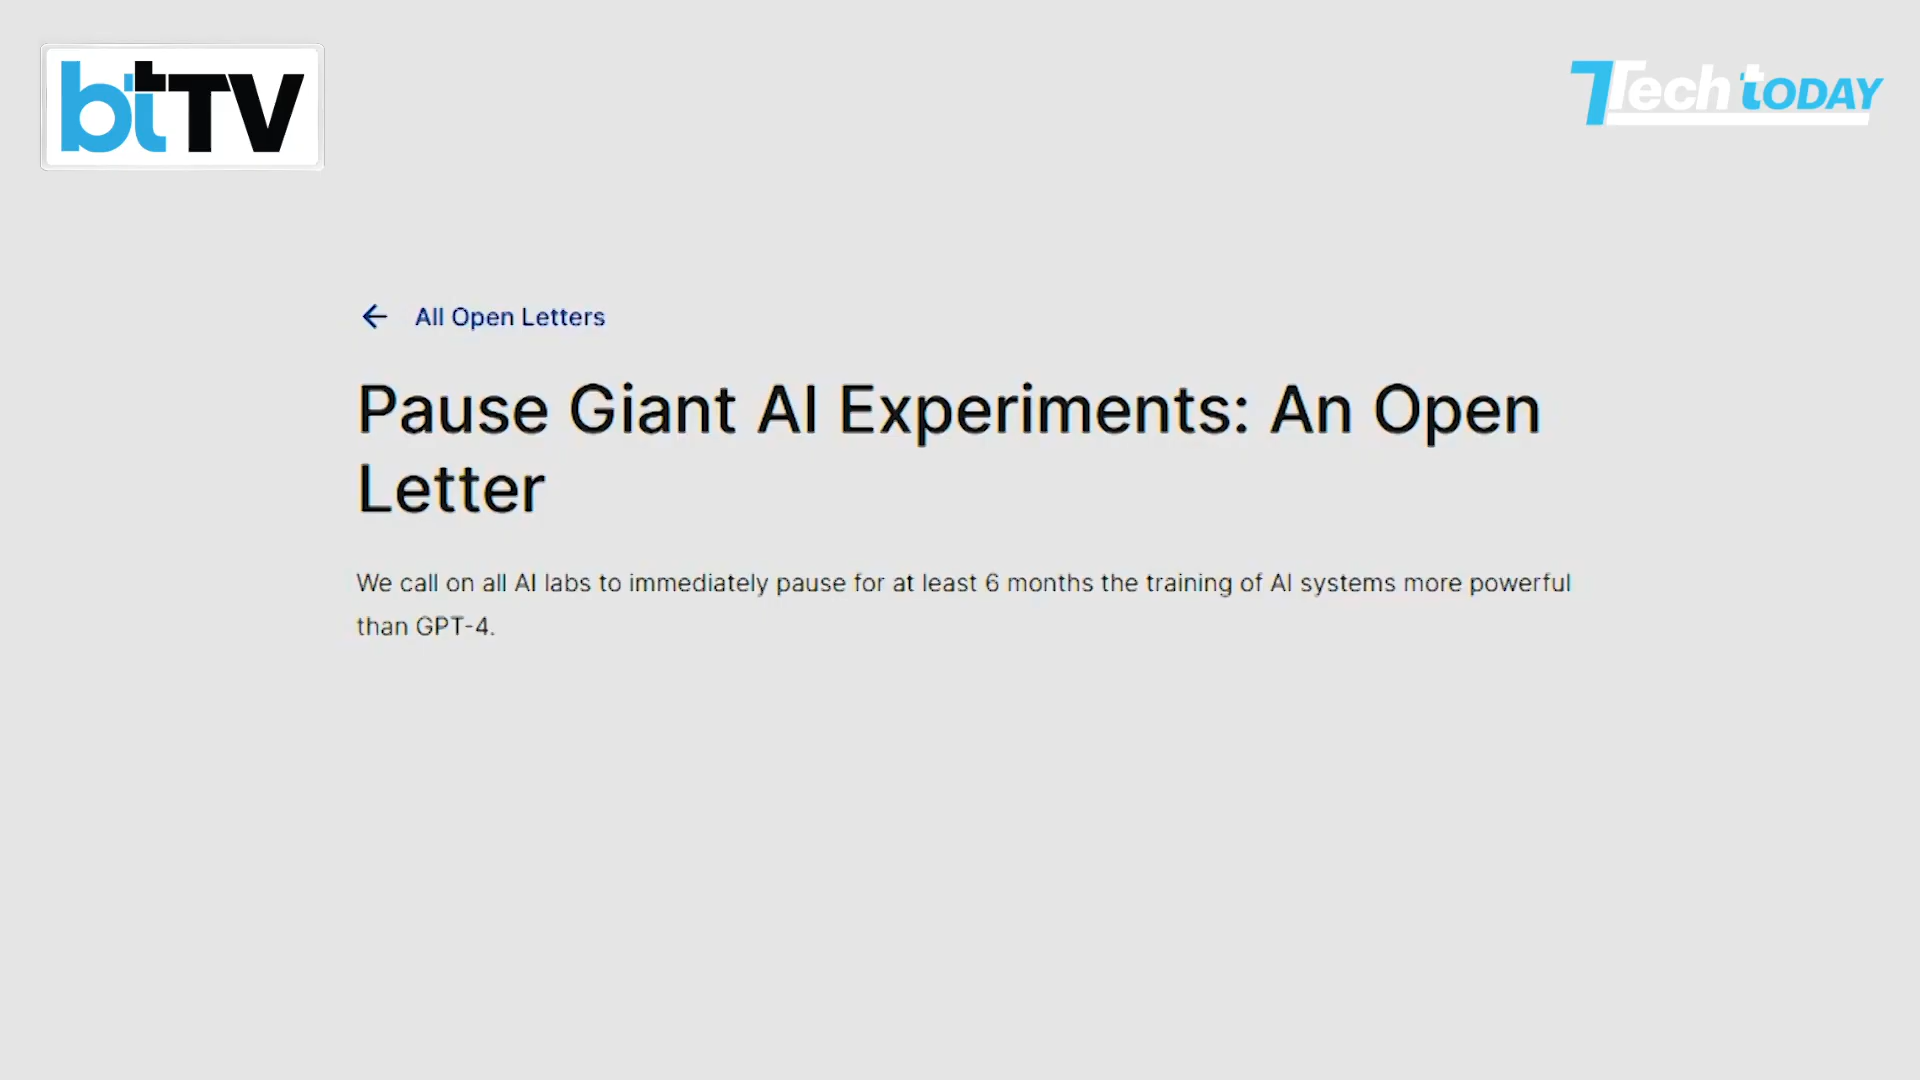 btTV
Tech tODAY
All Open Letters
Pause Giant AI Experiments: An Open
Letter
We call on all AI labs to immediately pause for at least 6 months the training of AI systems more powerful
than GPT-4.